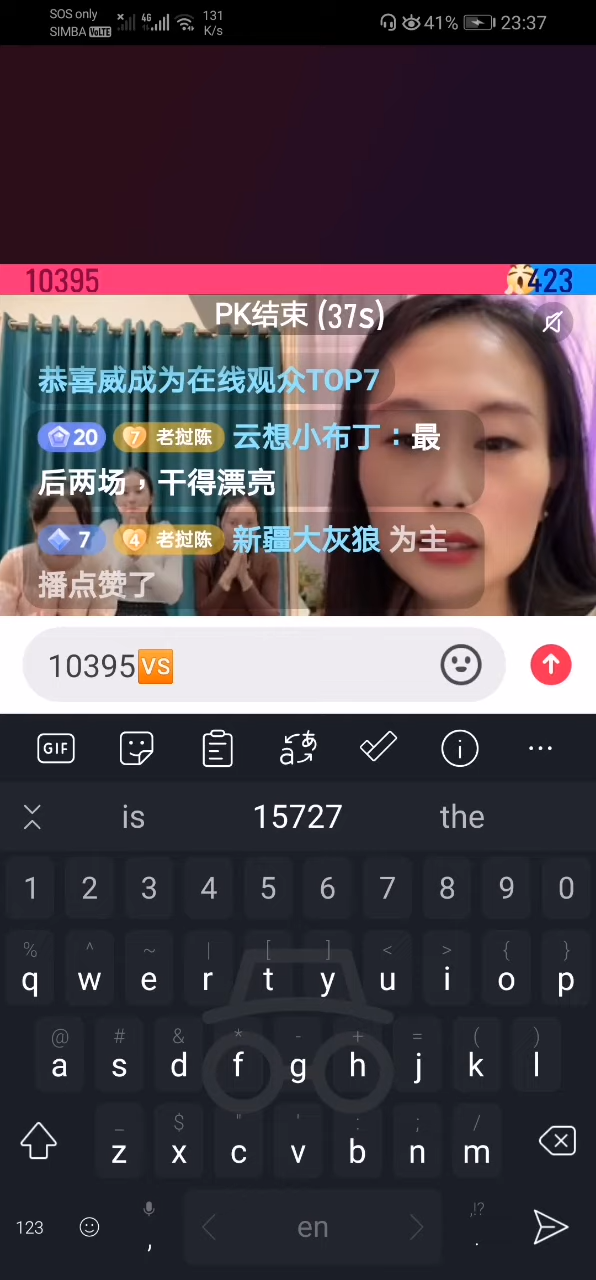 SOS only
SIMBA VoLTE
4G
131
K/s
41%
23:37
10395
423
PK结束 (37s)
恭喜威成为在线观众TOP7
20 7 老挝陈 云想小布丁：最
后两场，干得漂亮
7 4 老挝陈 新疆大灰狼 为主
播点赞了
10395VS
GIF
aあ
is 15727 the
1 2 3 4 5 6 7 8 9 0
% ^ ~ | [ ] < > { }
q w e r t y u i o p
@ # & * - + = ( )
a s d f g h j k l
_ $ " ' : ; /
z x c v b n m
,!?
123 , en .